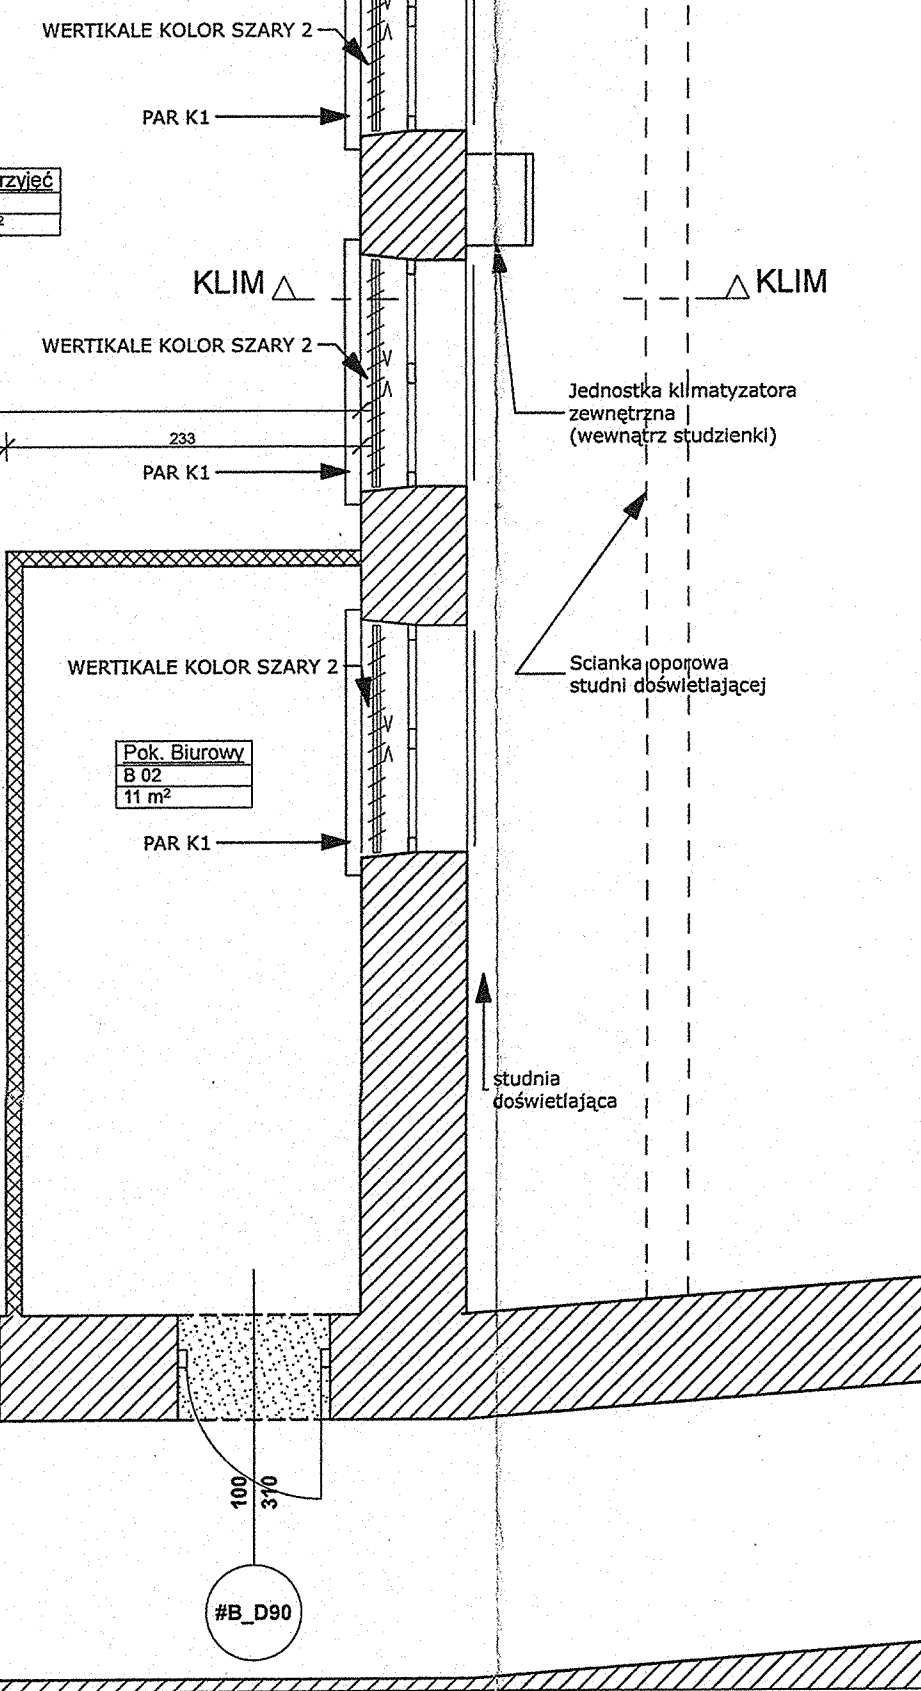 WERTIKALE KOLOR SZARY 2
PAR K1
rzyjęć
2
KLIM
KLIM
WERTIKALE KOLOR SZARY 2
Jednostka klimatyzatora
zewnętrzna
(wewnątrz studzienki)
233
PAR K1
WERTIKALE KOLOR SZARY 2
Scianka oporowa
studni doświetlającej
Pok. Biurowy
B 02
11 m²
PAR K1
studnia
doświetlająca
100
310
#B_D90